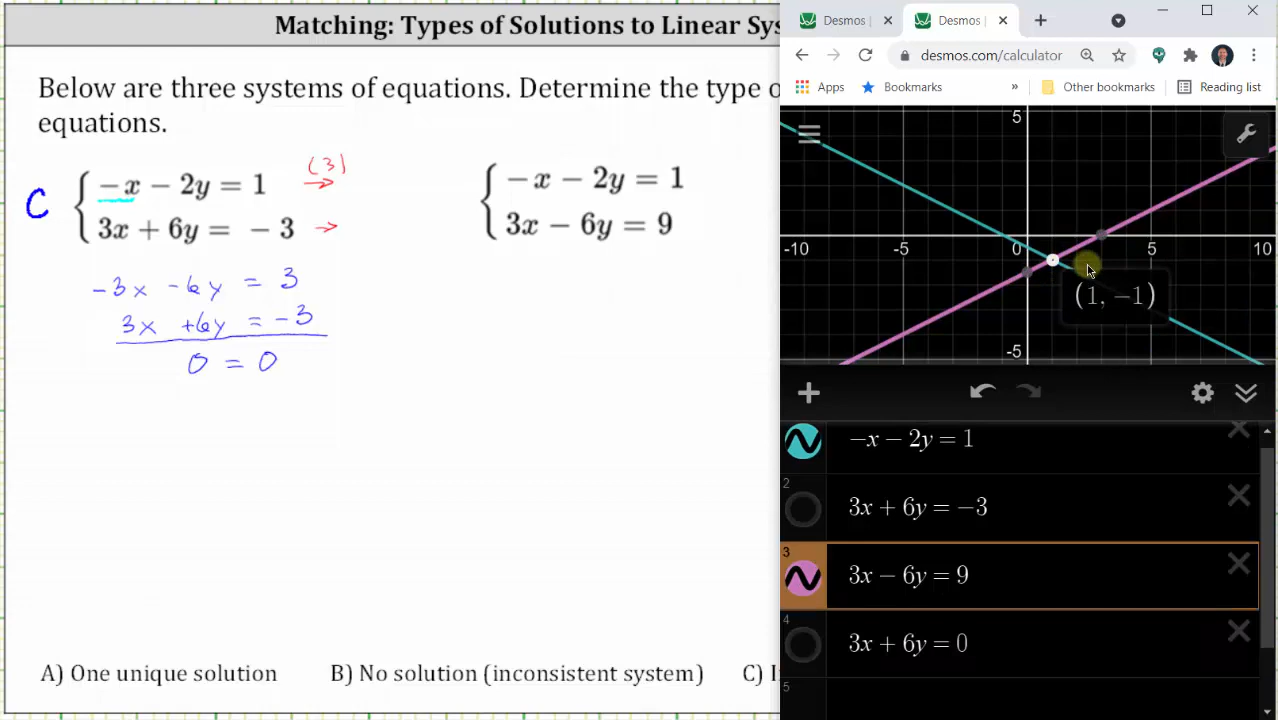 Matching: Types of Solutions to Linear Sys
Below are three systems of equations. Determine the type o
equations.
C
−x − 2y = 1
(3)
3x + 6y = − 3
−3x −6y = 3
3x +6y = −3
0 = 0
−x − 2y = 1
3x − 6y = 9
A) One unique solution
B) No solution (inconsistent system)
C) I
Desmos |
Desmos |
desmos.com/calculator
Apps
Bookmarks
»
Other bookmarks
Reading list
5
-10
-5
0
5
10
(1, −1)
-5
−x − 2y = 1
2
3x + 6y = −3
3
3x − 6y = 9
4
3x + 6y = 0
5